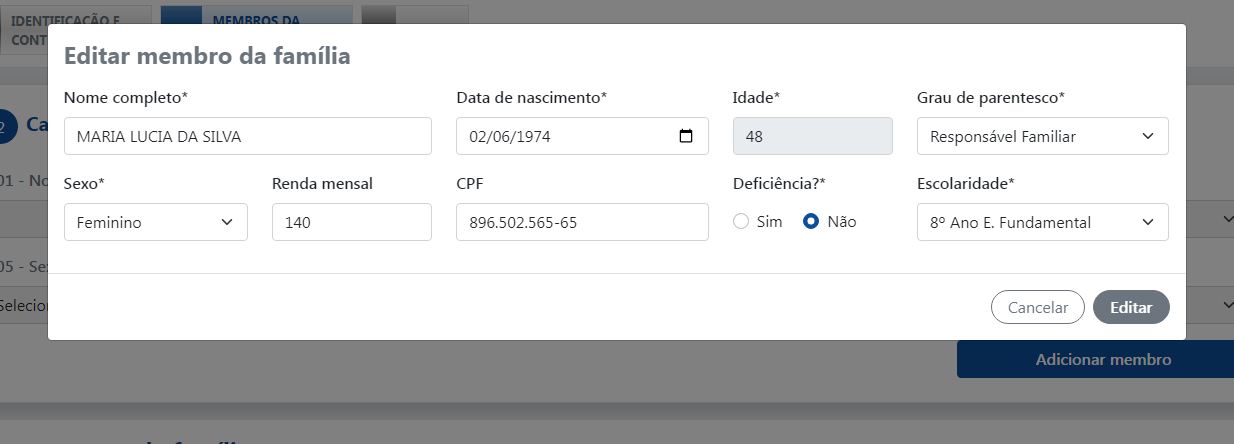 IDENTIFICAÇÃO E
MEMBROS DA
CONT
Editar membro da família
Nome completo* Data de nascimento* Idade* Grau de parentesco*
MARIA LUCIA DA SILVA 02/06/1974 48 Responsável Familiar
Sexo* Renda mensal CPF Deficiência?* Escolaridade*
Feminino 140 896.502.565-65 Sim Não 8º Ano E. Fundamental
Cancelar Editar
2 Ca
01 - No
05 - Se
Selecion
Adicionar membro